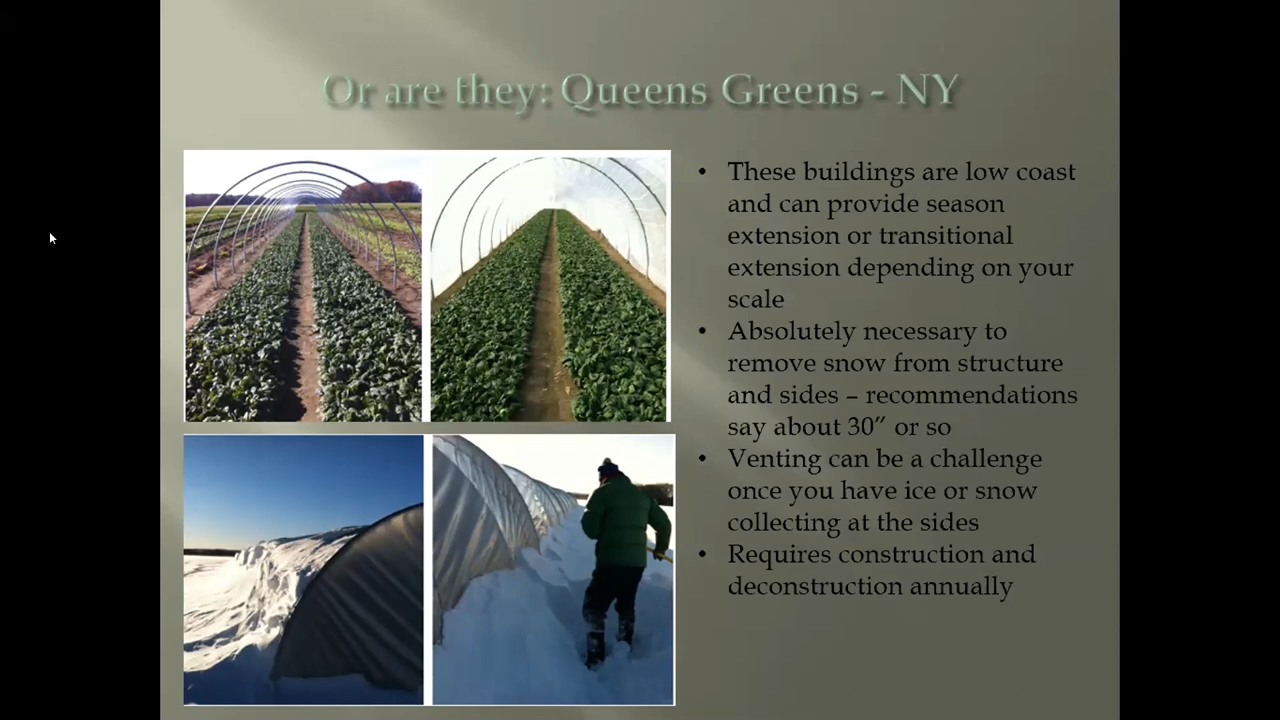 Or are they: Queens Greens - NY
• These buildings are low coast
and can provide season
extension or transitional
extension depending on your
scale
• Absolutely necessary to
remove snow from structure
and sides – recommendations
say about 30” or so
• Venting can be a challenge
once you have ice or snow
collecting at the sides
• Requires construction and
deconstruction annually